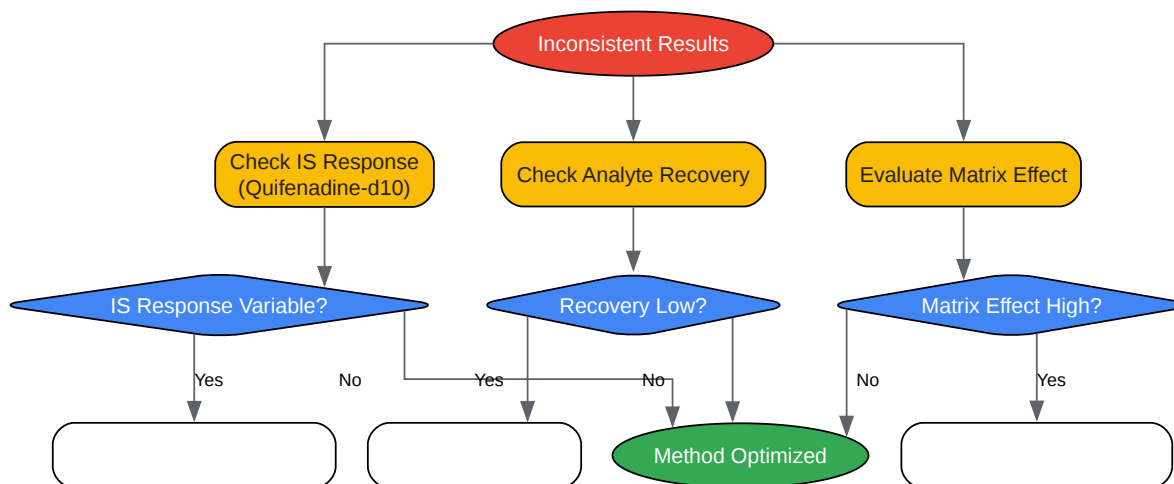 Inconsistent Results
Check IS Response
(Quifenadine-d10)
Check Analyte Recovery
Evaluate Matrix Effect
IS Response Variable?
Recovery Low?
Matrix Effect High?
Yes
No
Yes
No
No
Yes
Method Optimized